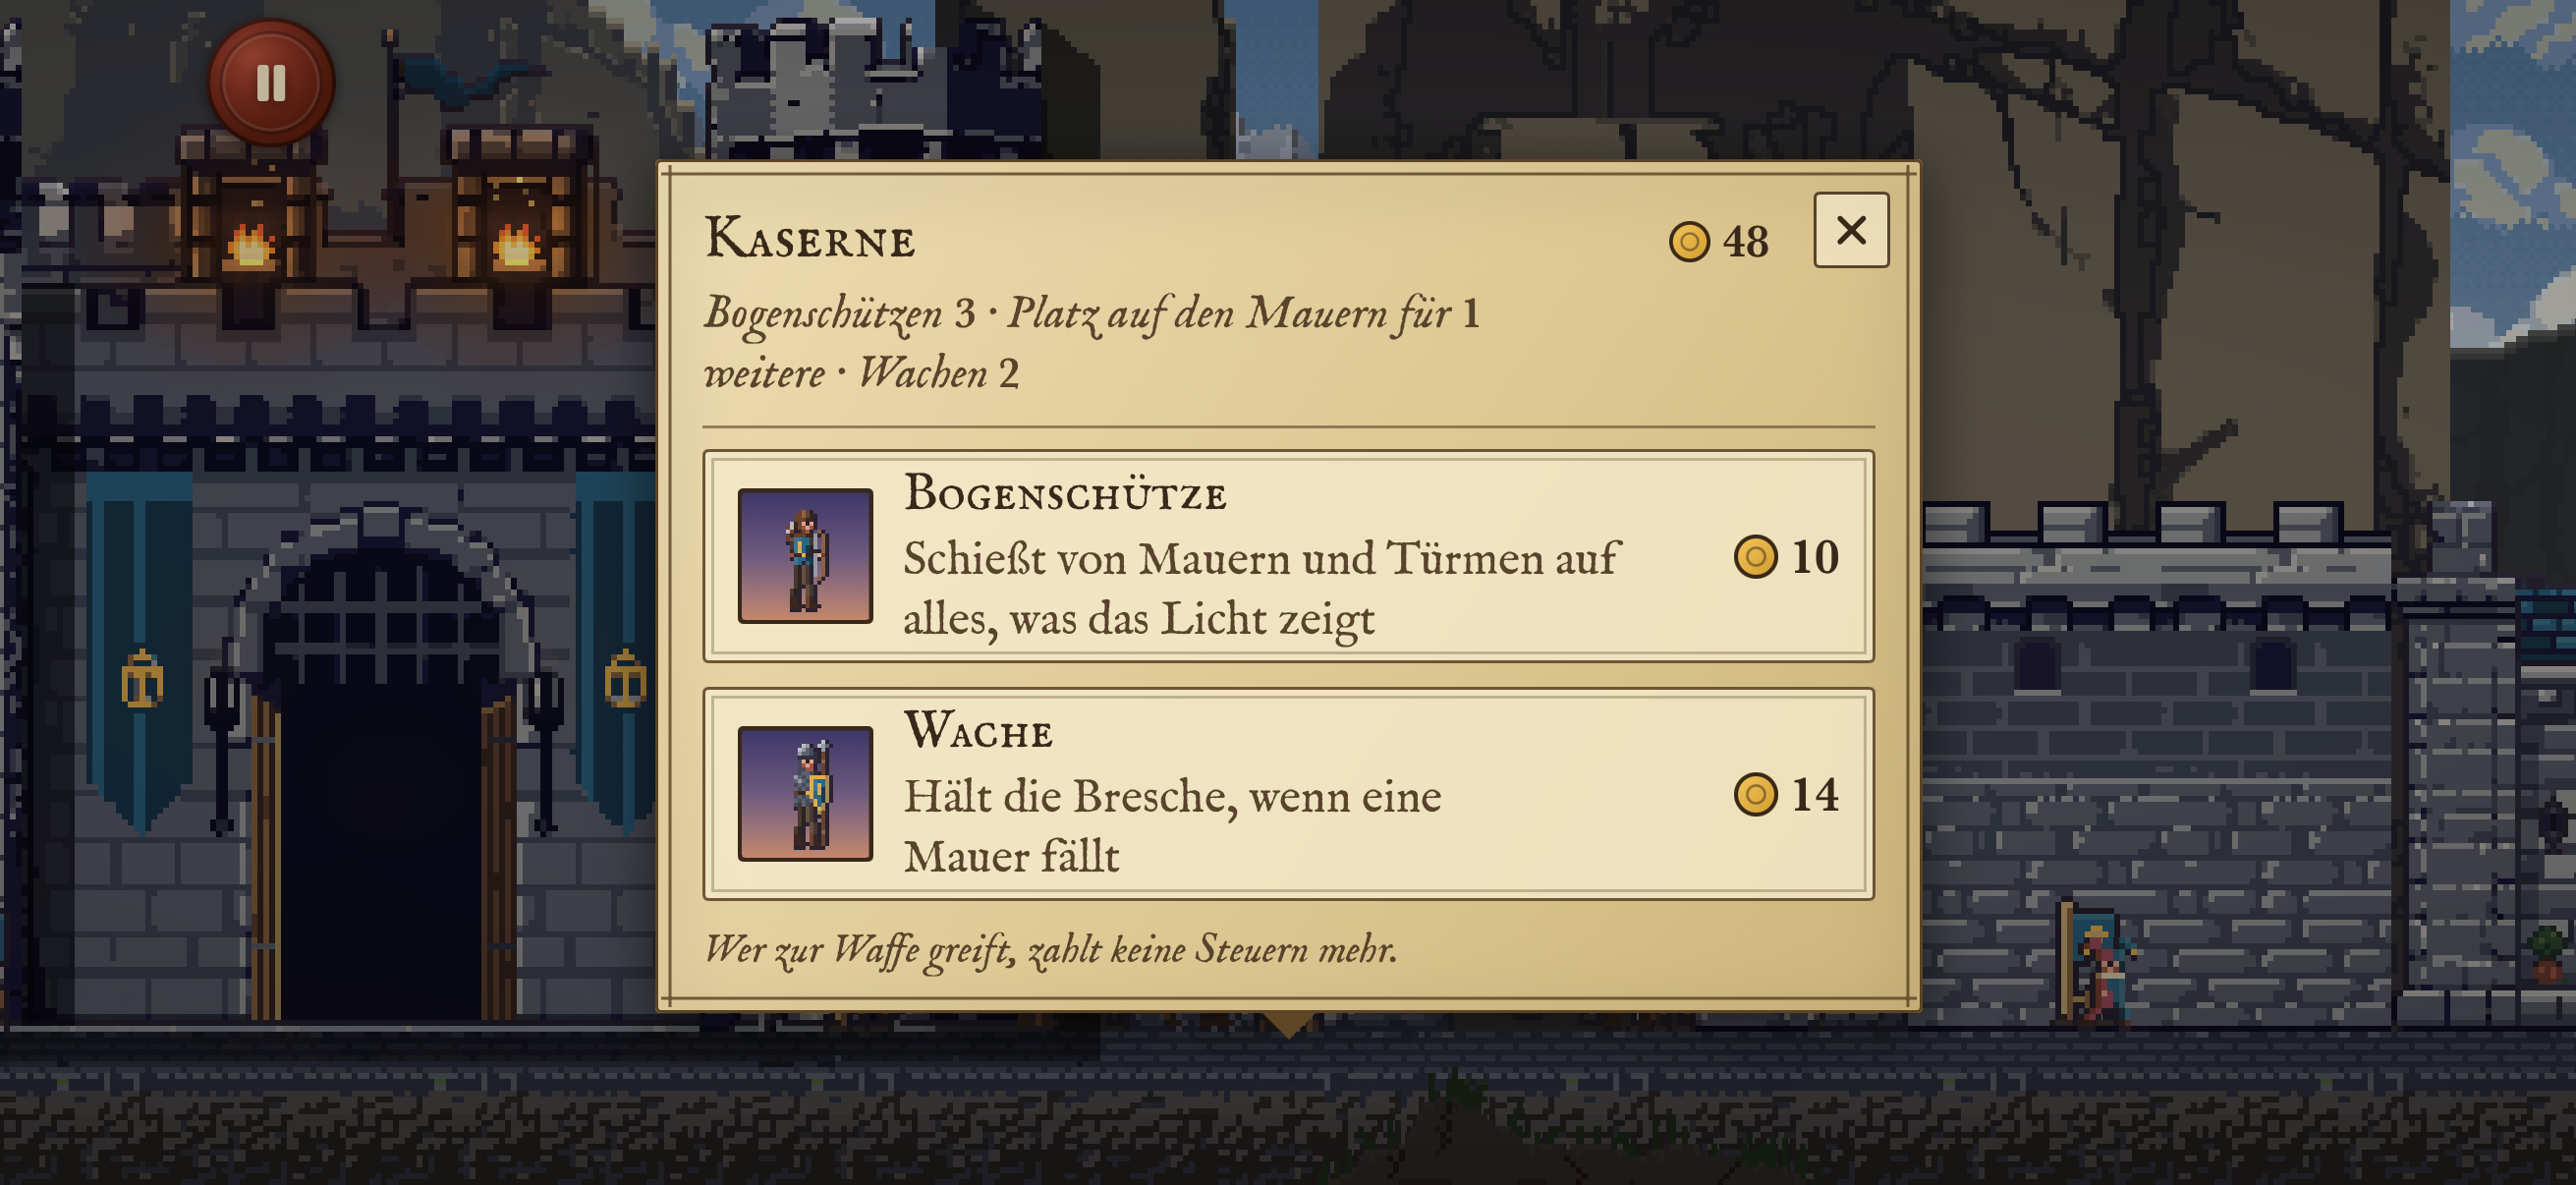 Kaserne 48
Bogenschützen 3 · Platz auf den Mauern für 1
weitere · Wachen 2
Bogenschütze
Schießt von Mauern und Türmen auf
alles, was das Licht zeigt
10
Wache
Hält die Bresche, wenn eine
Mauer fällt
14
Wer zur Waffe greift, zahlt keine Steuern mehr.